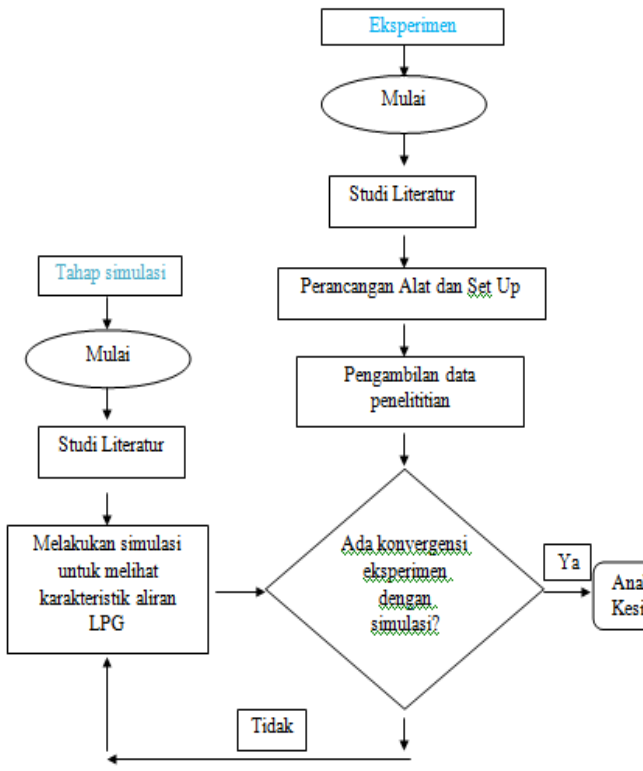 Eksperimen
Mulai
Studi Literatur
Perancangan Alat dan Set Up
Pengambilan data
penelititian
Tahap simulasi
Mulai
Studi Literatur
Melakukan simulasi
untuk melihat
karakteristik aliran
LPG
Ada konvergensi
eksperimen
dengan
simulasi?
Ya
Tidak